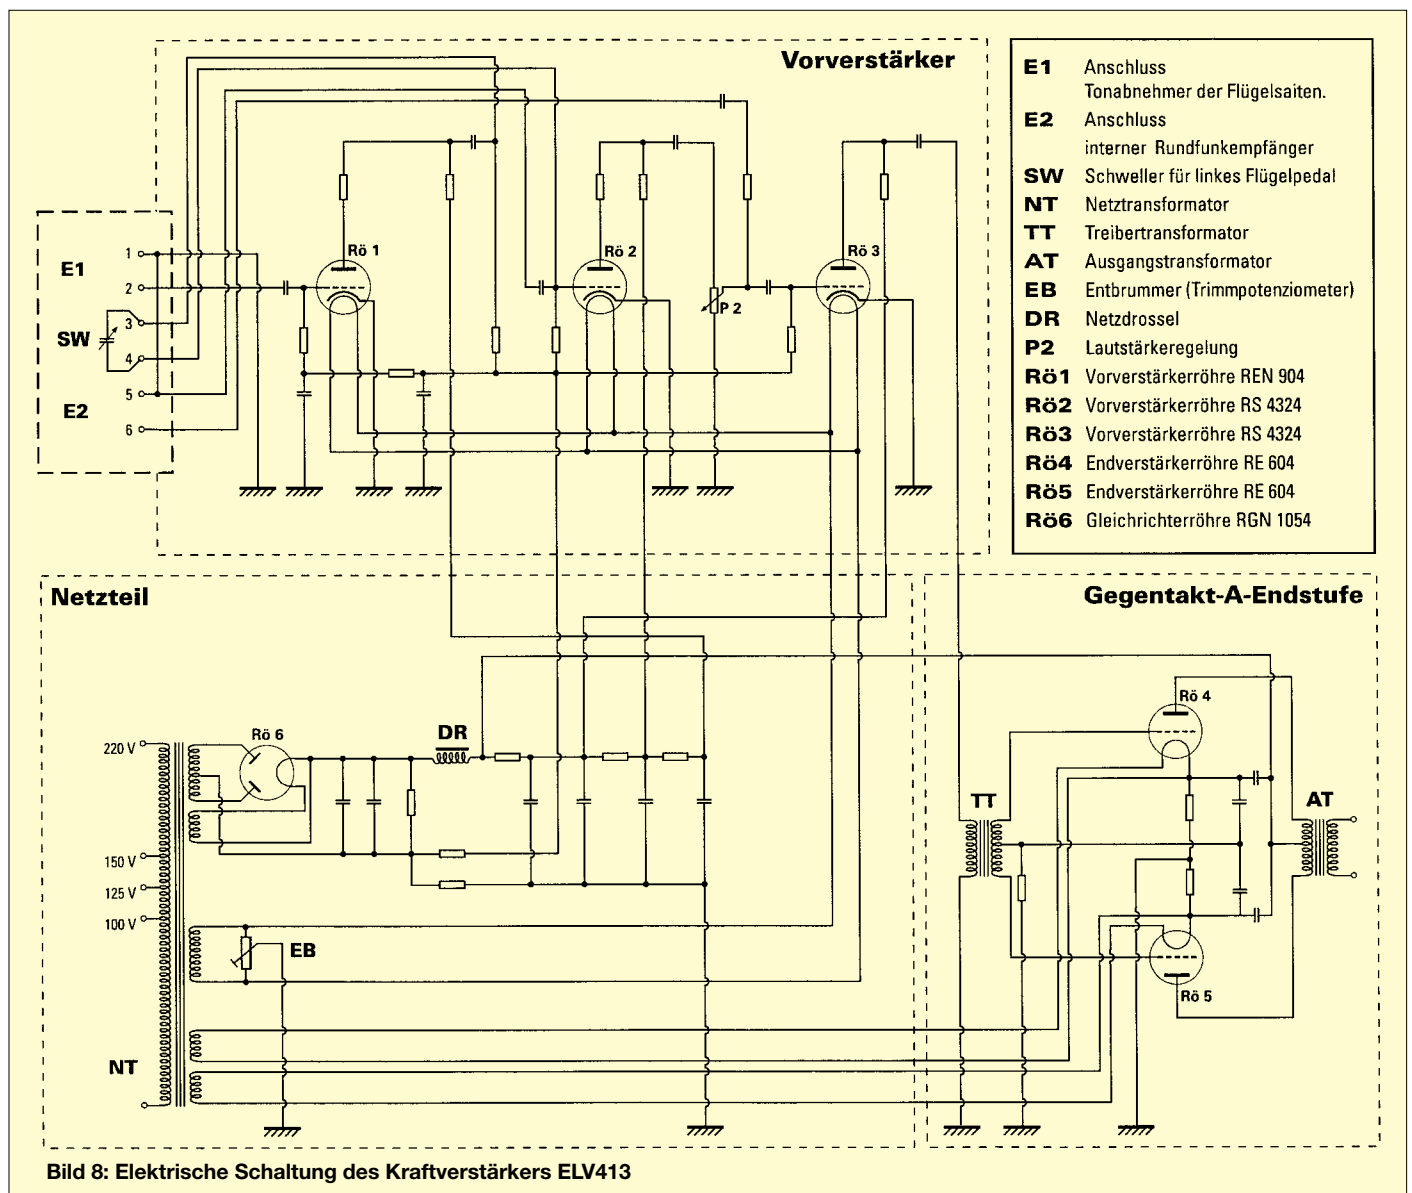 Vorverstärker
E1 Anschluss
Tonabnehmer der Flügelsaiten.
E2 Anschluss
interner Rundfunkempfänger
SW Schweller für linkes Flügelpedal
NT Netztransformator
TT Treibertransformator
AT Ausgangstransformator
EB Entbrummer (Trimmpotenziometer)
DR Netzdrossel
P2 Lautstärkeregelung
Rö1 Vorverstärkerröhre REN 904
Rö2 Vorverstärkerröhre RS 4324
Rö3 Vorverstärkerröhre RS 4324
Rö4 Endverstärkerröhre RE 604
Rö5 Endverstärkerröhre RE 604
Rö6 Gleichrichterröhre RGN 1054
Rö 1
Rö 2
Rö 3
E1
1
2
SW
3
4
E2
5
6
P 2
Netzteil
Gegentakt-A-Endstufe
Rö 4
Rö 6
DR
220 V
150 V
125 V
100 V
TT
AT
EB
Rö 5
NT
Bild 8: Elektrische Schaltung des Kraftverstärkers ELV413